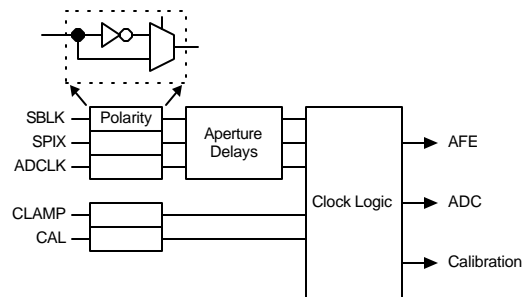 SBLK
Polarity
SPIX
ADCLK
Aperture
Delays
CLAMP
CAL
Clock Logic
AFE
ADC
Calibration